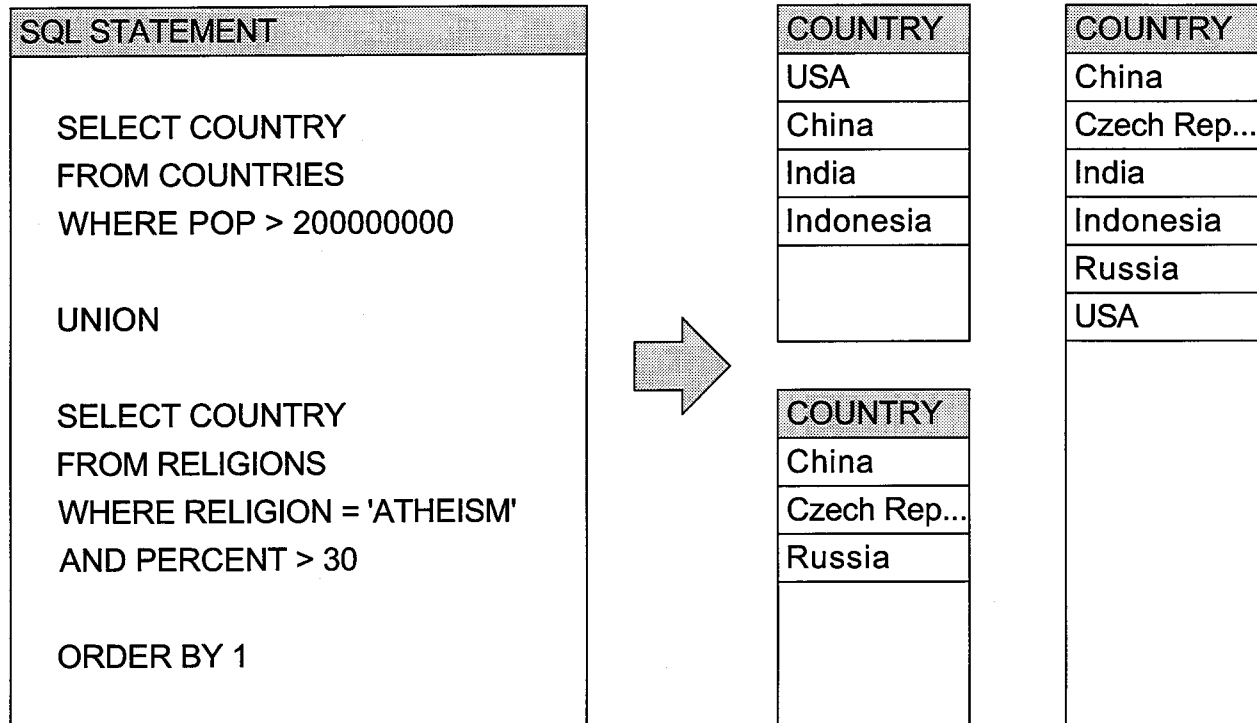 SQL STATEMENT
SELECT COUNTRY
FROM COUNTRIES
WHERE POP > 200000000
UNION
SELECT COUNTRY
FROM RELIGIONS
WHERE RELIGION = 'ATHEISM'
AND PERCENT > 30
ORDER BY 1
COUNTRY
USA
China
India
Indonesia
COUNTRY
China
Czech Rep...
Russia
COUNTRY
China
Czech Rep...
India
Indonesia
Russia
USA